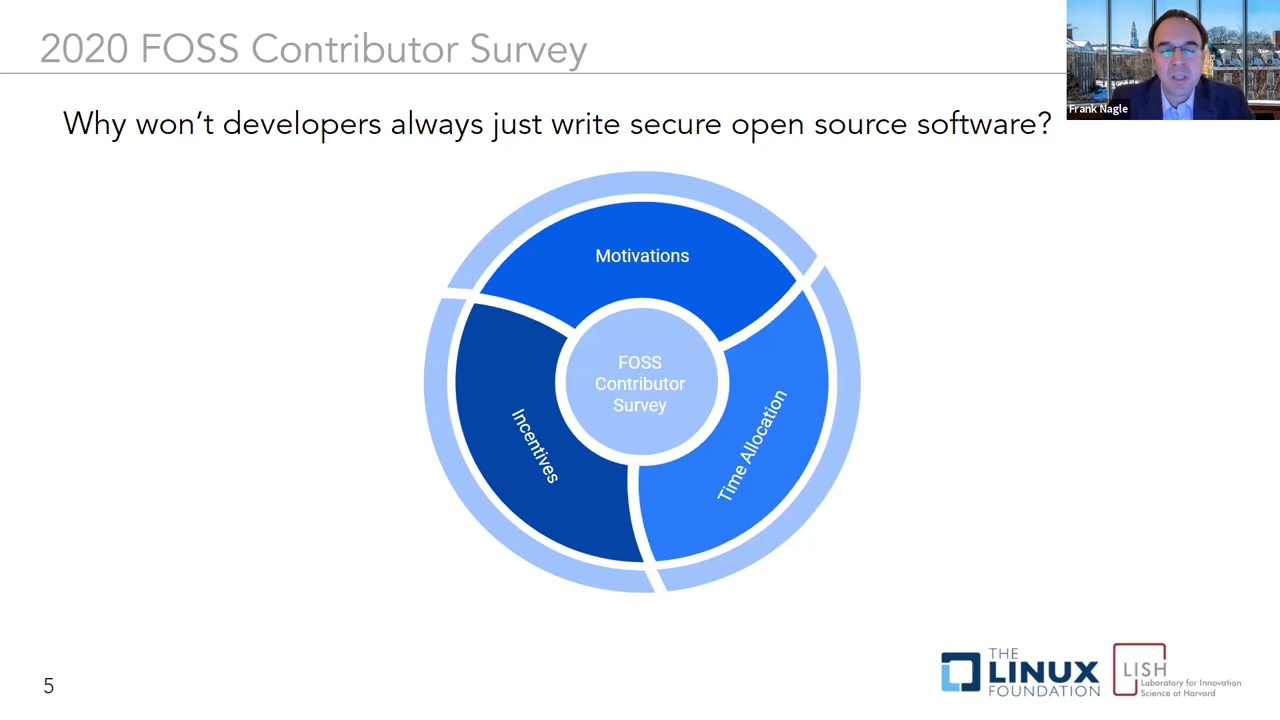 2020 FOSS Contributor Survey
Frank Nagle
Why won't developers always just write secure open source software?
Motivations
FOSS
Contributor
Survey
Incentives
Time Allocation
5
THE
LINUX
FOUNDATION
LISH
Laboratory for Innovation
Science at Harvard